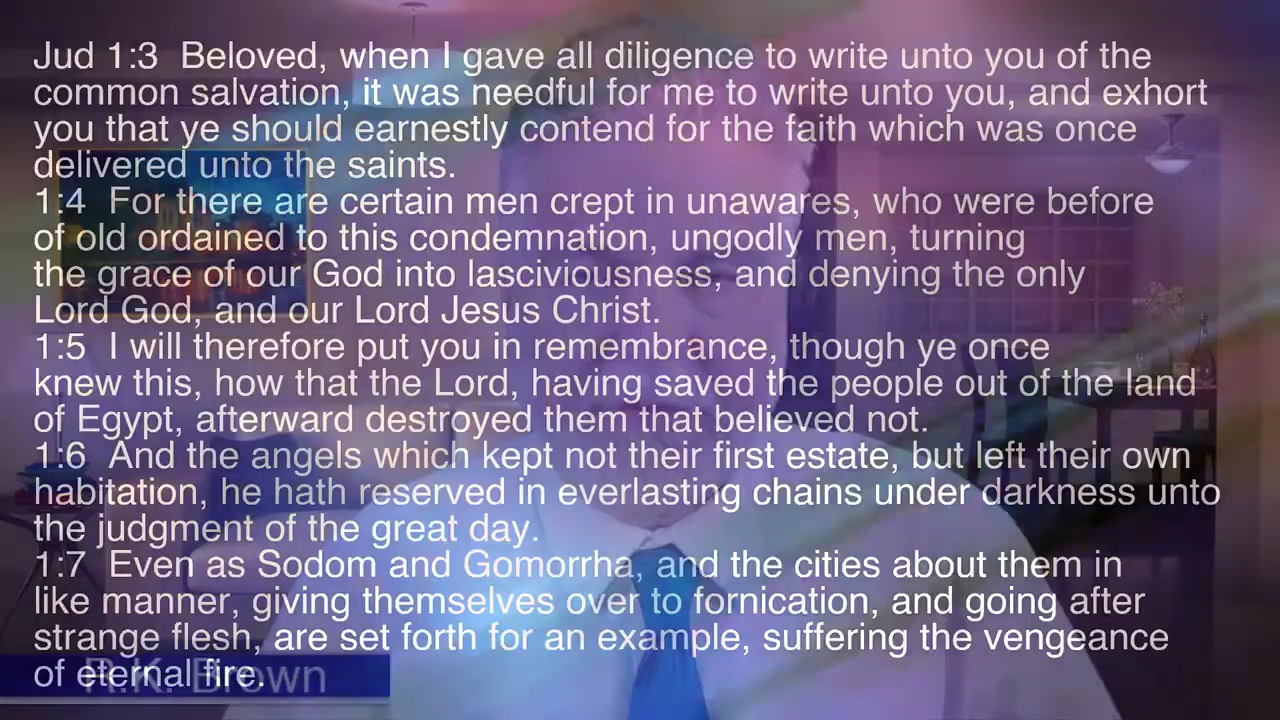 Jud 1:3  Beloved, when I gave all diligence to write unto you of the
common salvation, it was needful for me to write unto you, and exhort
you that ye should earnestly contend for the faith which was once
delivered unto the saints.
1:4  For there are certain men crept in unawares, who were before
of old ordained to this condemnation, ungodly men, turning
the grace of our God into lasciviousness, and denying the only
Lord God, and our Lord Jesus Christ.
1:5  I will therefore put you in remembrance, though ye once
knew this, how that the Lord, having saved the people out of the land
of Egypt, afterward destroyed them that believed not.
1:6  And the angels which kept not their first estate, but left their own
habitation, he hath reserved in everlasting chains under darkness unto
the judgment of the great day.
1:7  Even as Sodom and Gomorrha, and the cities about them in
like manner, giving themselves over to fornication, and going after
strange flesh, are set forth for an example, suffering the vengeance
of eternal fire.
R.K. Brown